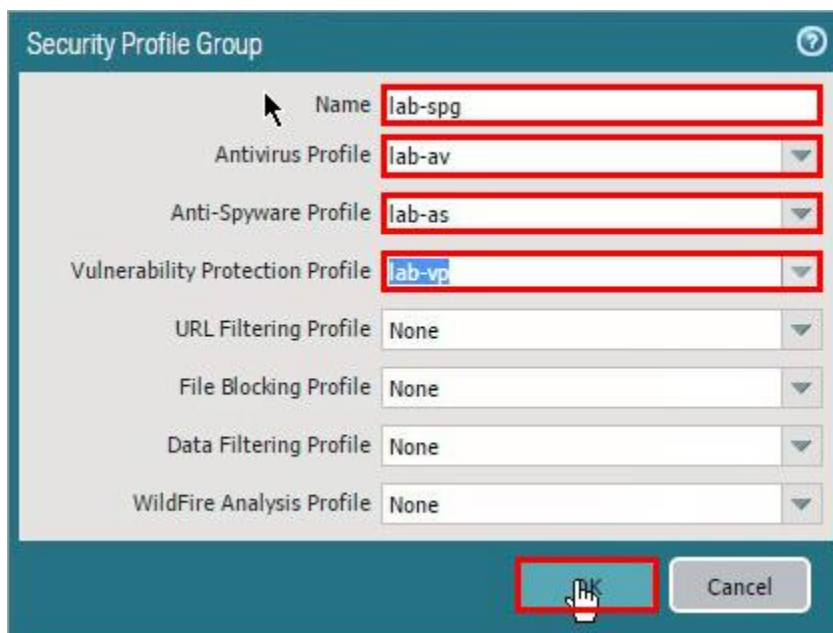 Security Profile Group
Name lab-spg
Antivirus Profile lab-av
Anti-Spyware Profile lab-as
Vulnerability Protection Profile lab-vp
URL Filtering Profile None
File Blocking Profile None
Data Filtering Profile None
WildFire Analysis Profile None
OK Cancel